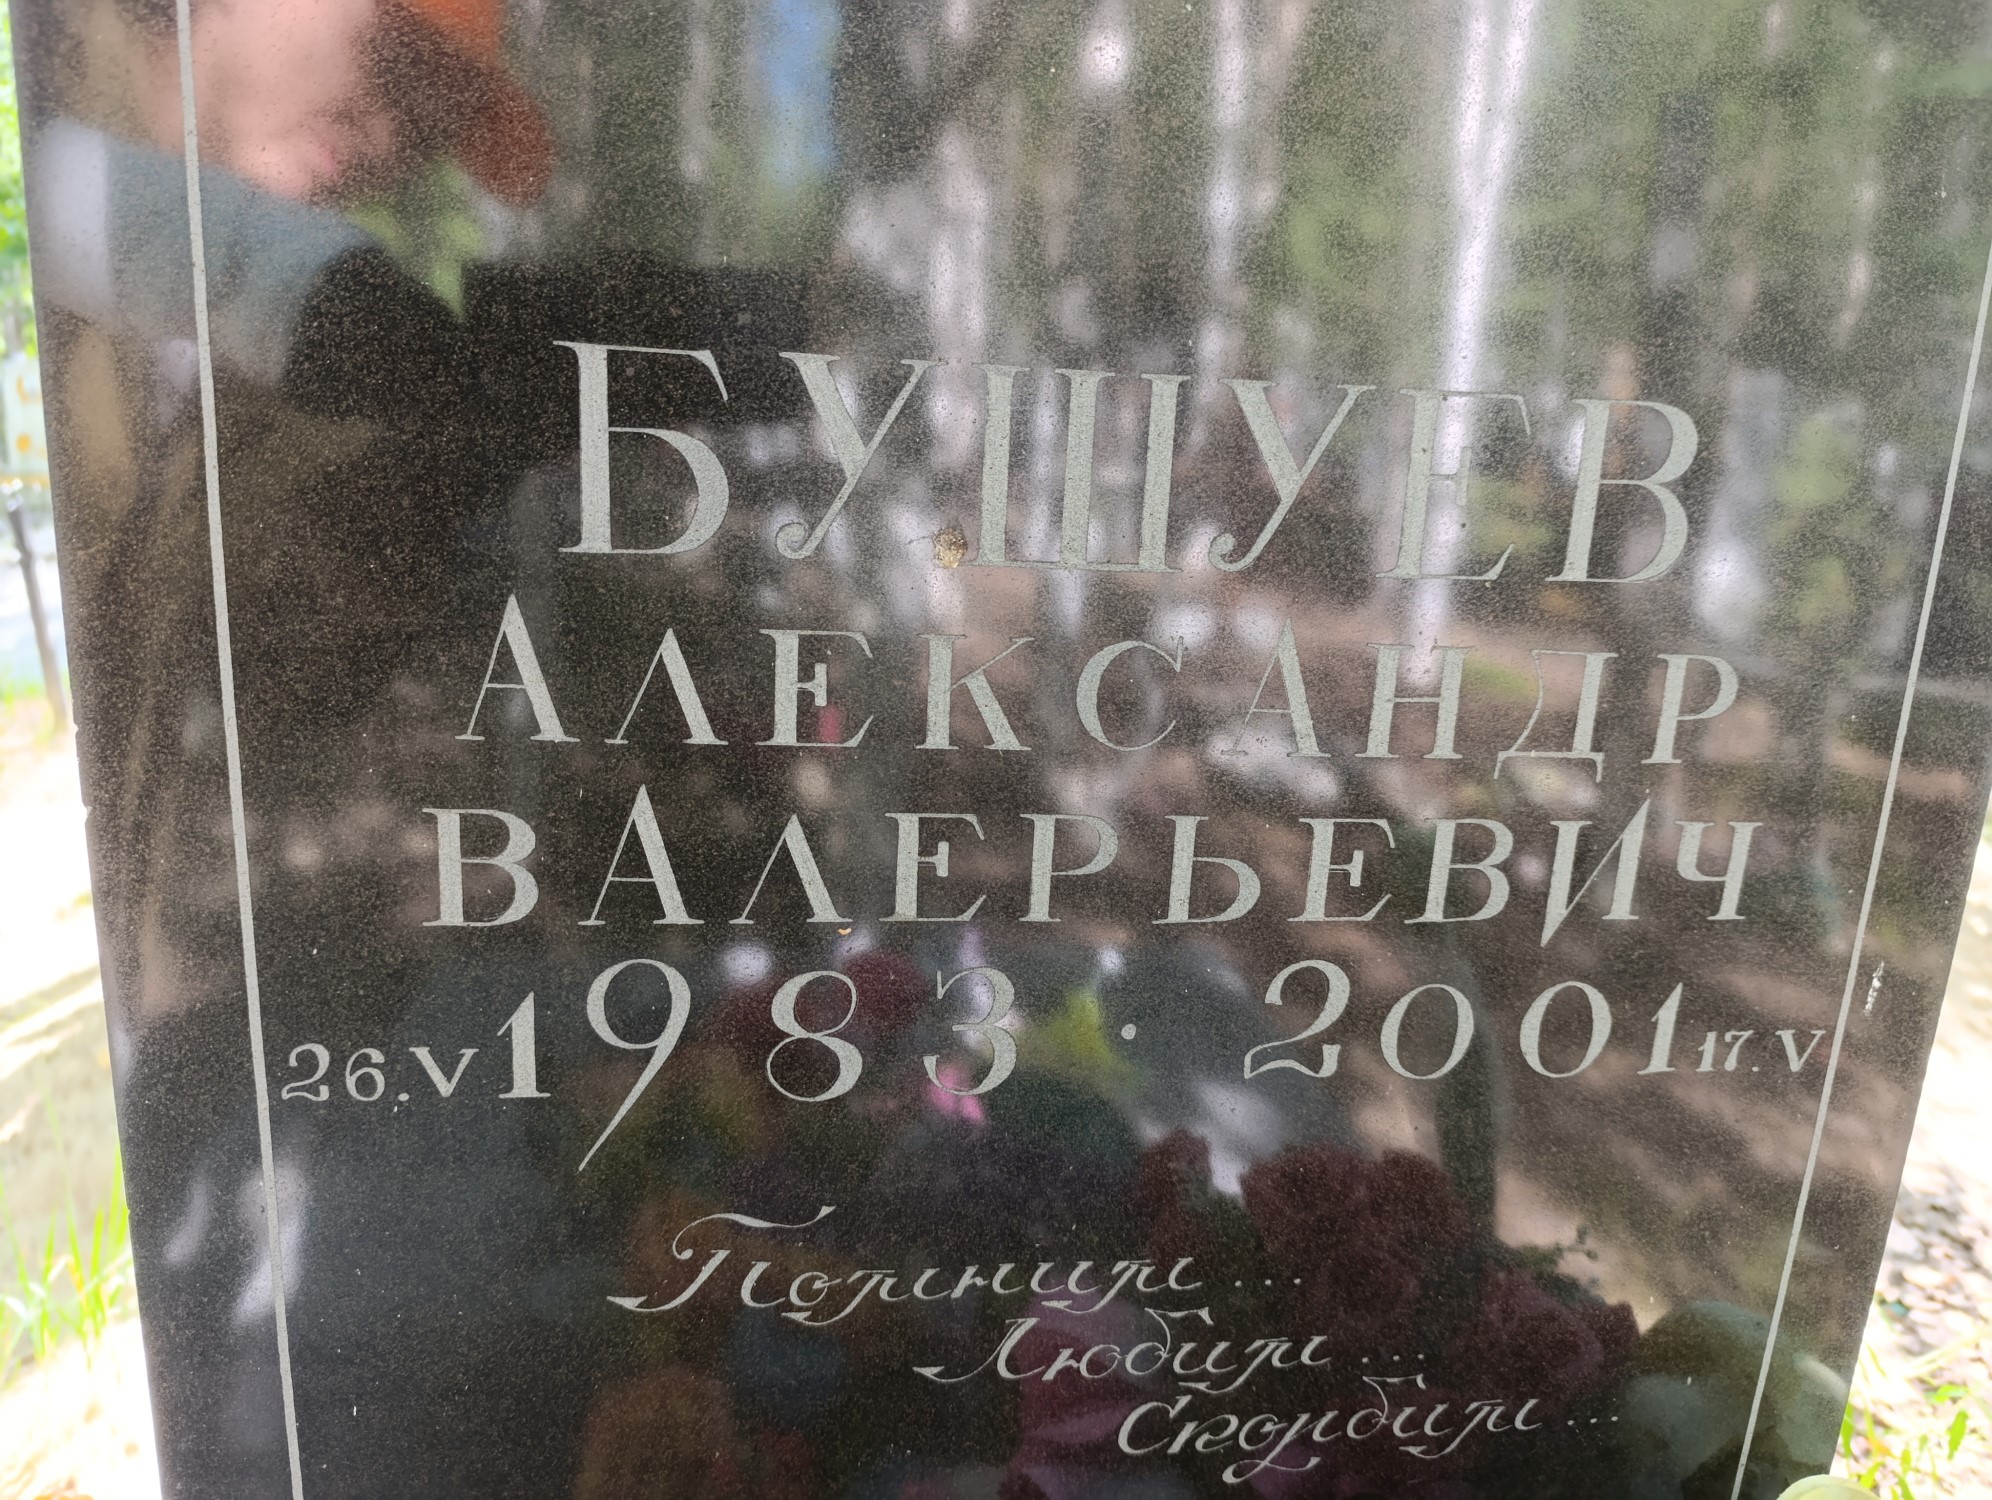 БУШУЕВ
АЛЕКСАНДР
ВАЛЕРЬЕВИЧ
26.V 1983 · 2001 17.V
Помним...
Любим...
Скорбим...